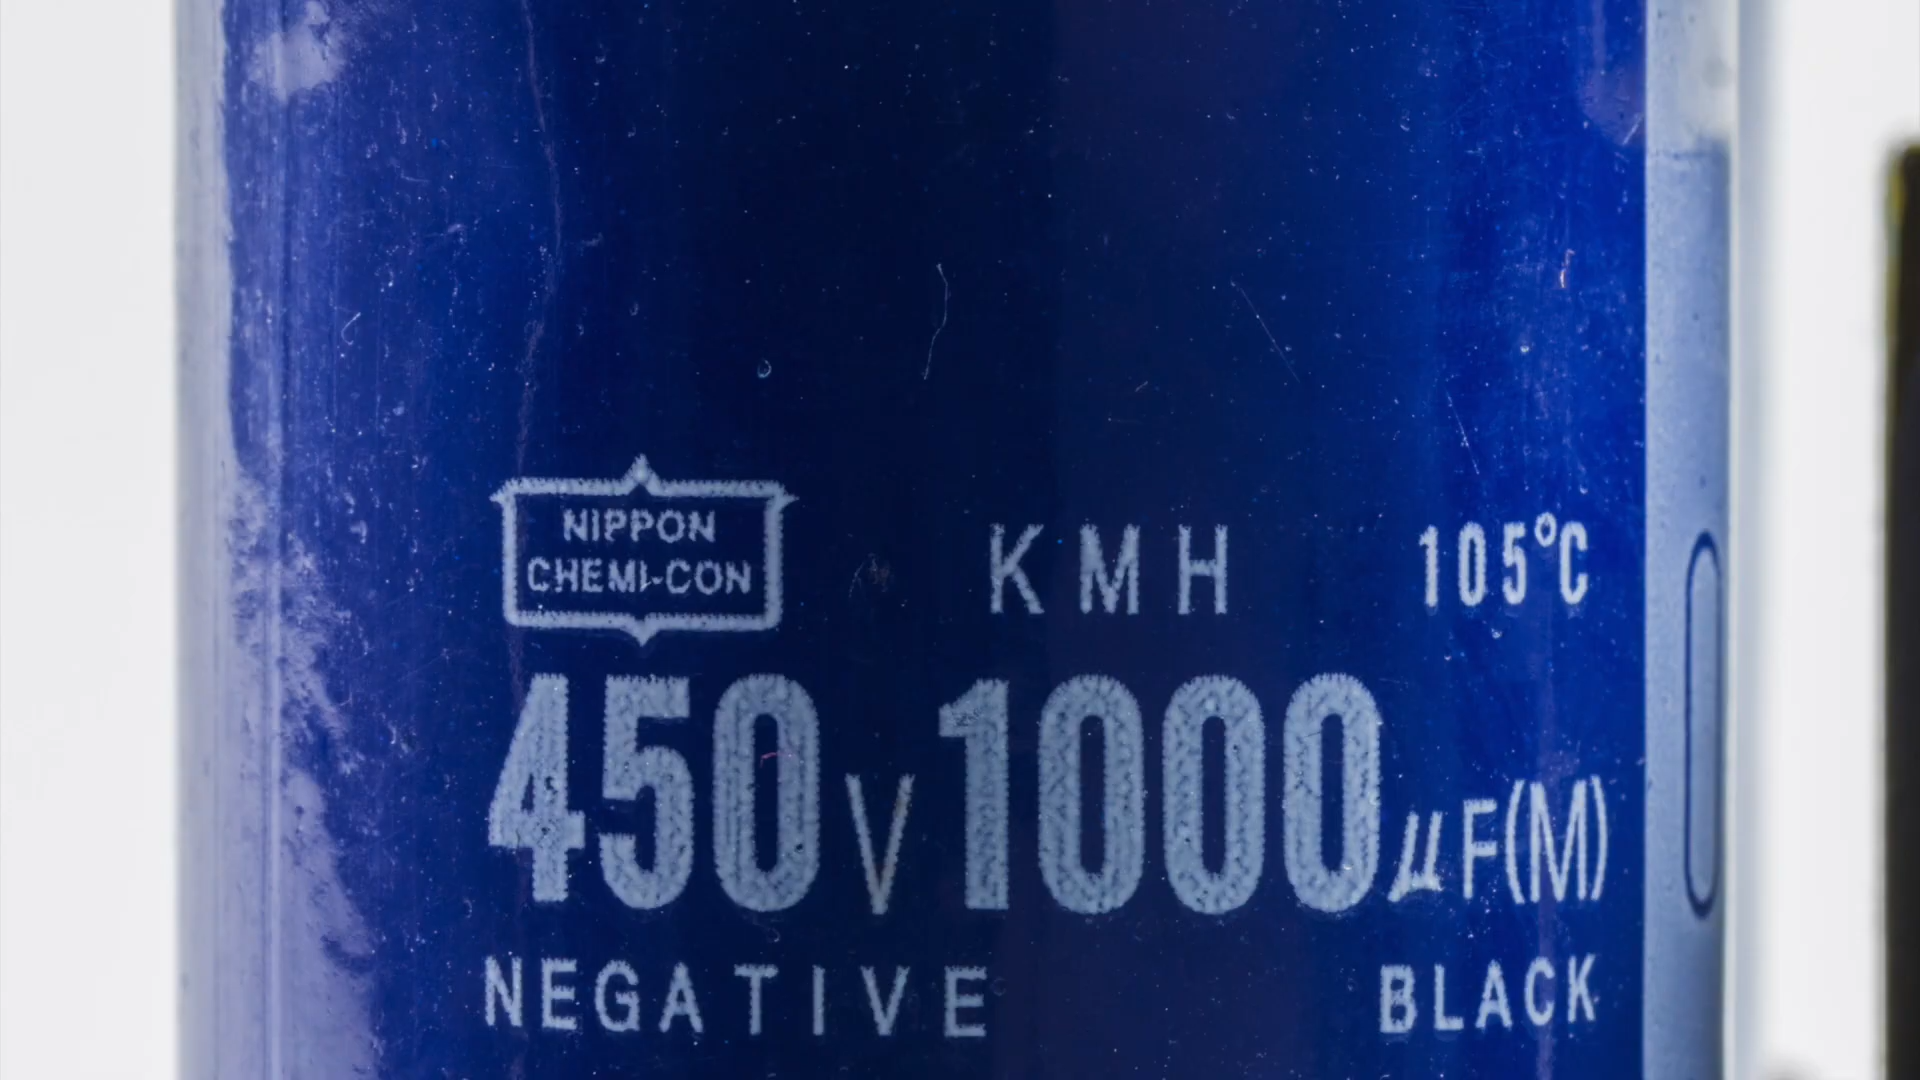 NIPPON
CHEMI-CON
KMH 105°C
450V1000μF(M)
NEGATIVE BLACK